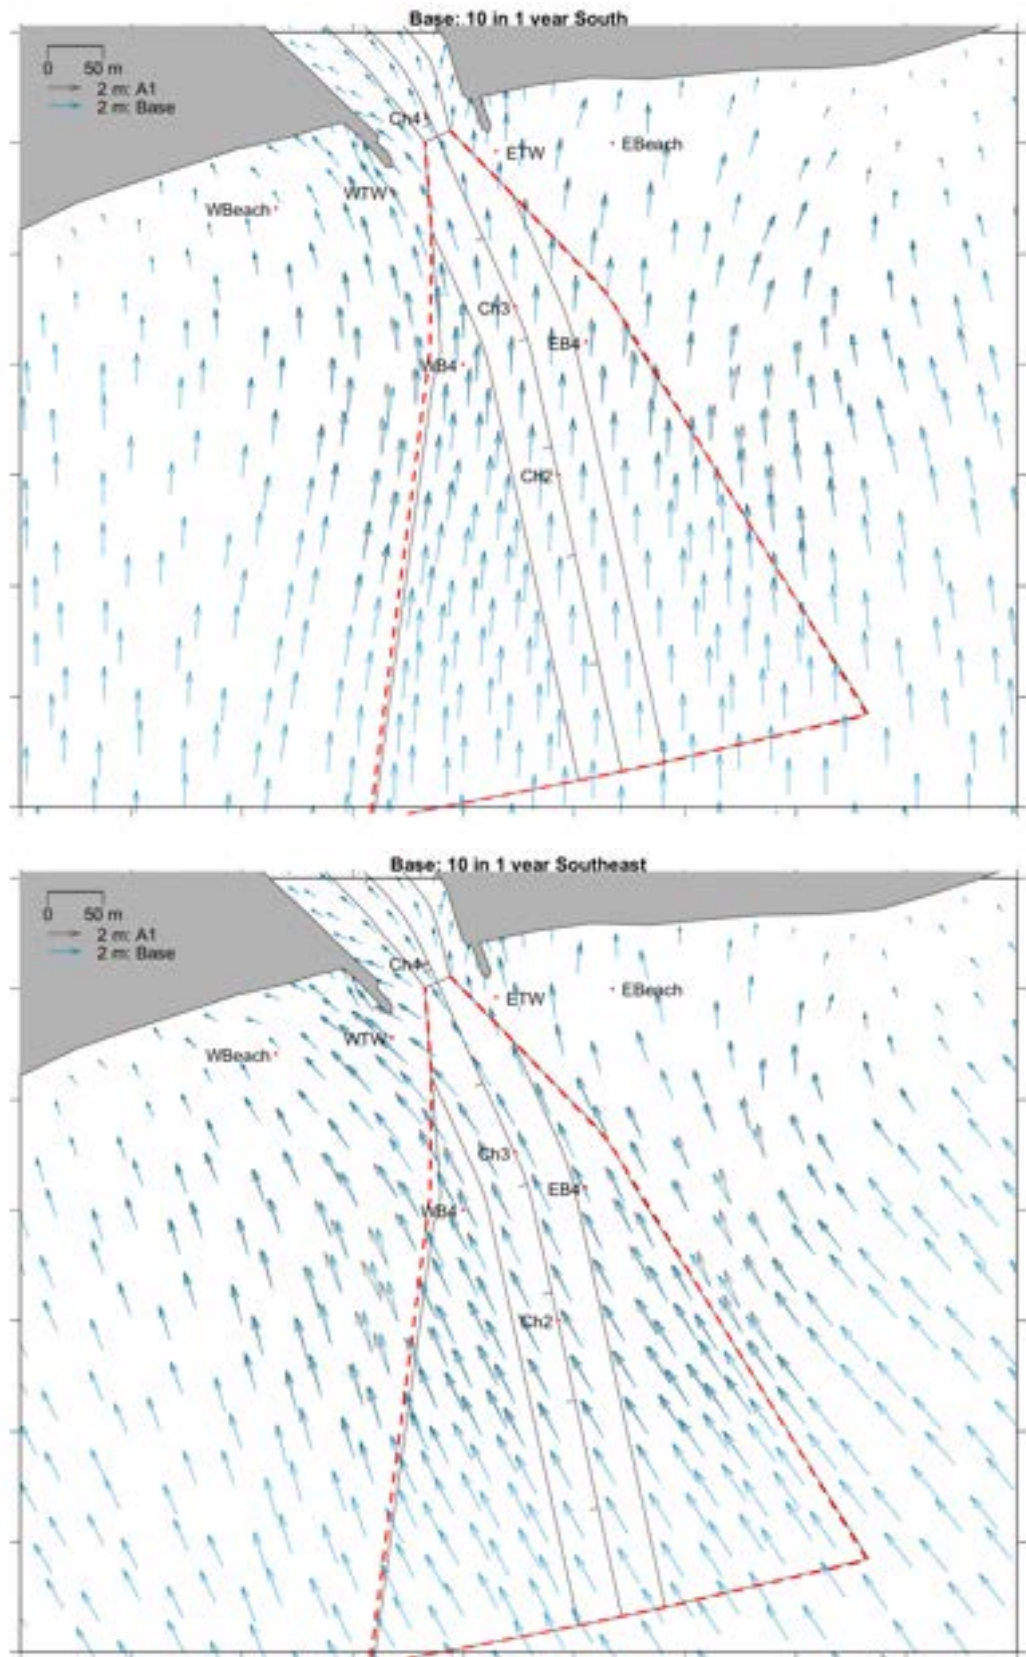 Base: 10 in 1 year South
0 50 m
2 m: A1
2 m: Base
Ch4
ETW
EBeach
WTW
WBeach
Ch3
EB4
WB4
Ch2
Base: 10 in 1 year Southeast
0 50 m
2 m: A1
2 m: Base
Ch4
EBeach
ETW
WTW
WBeach
Ch3
EB4
WB4
Ch2